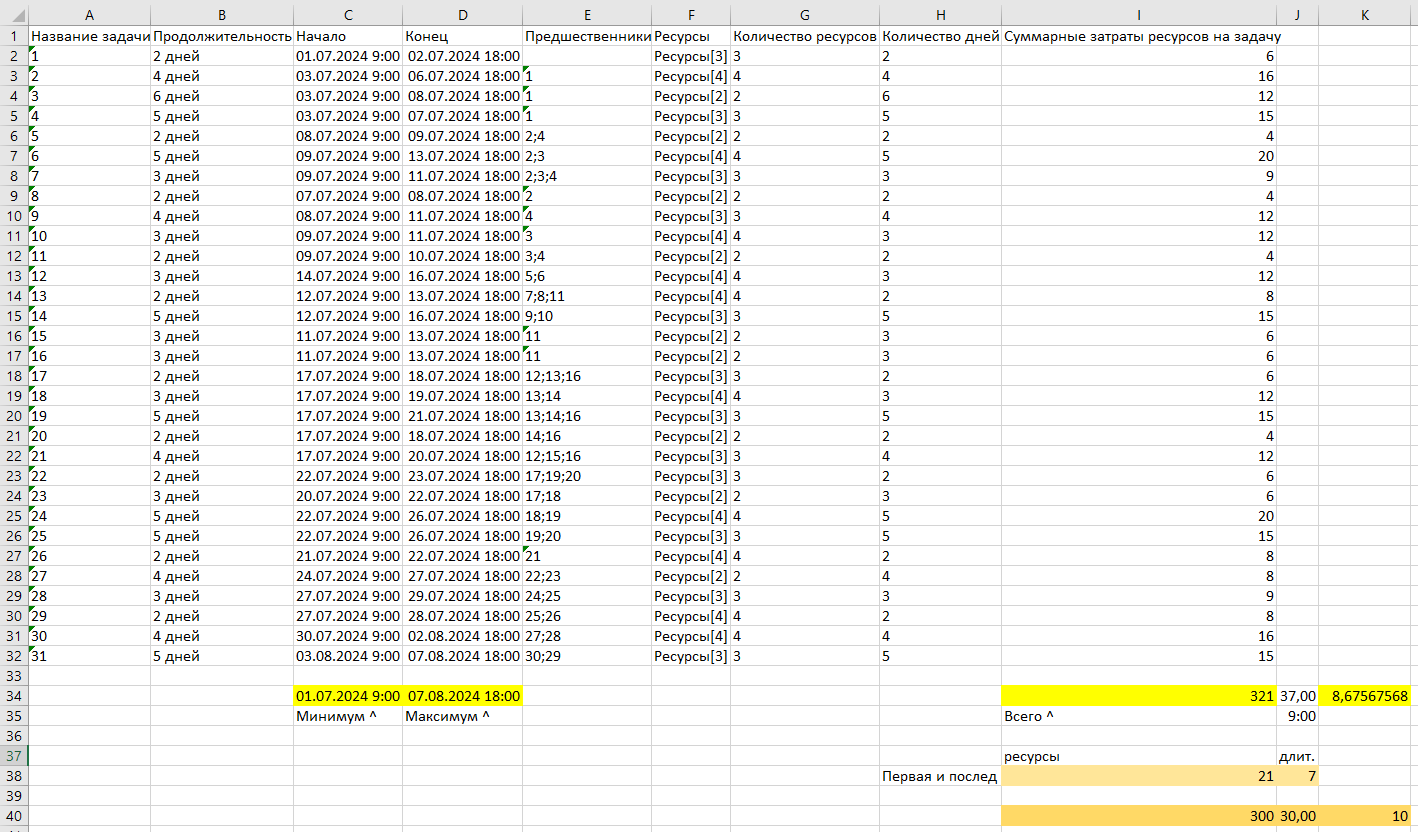 A B C D E F G H I J K
1 Название задачи Продолжительность Начало Конец Предшественники Ресурсы Количество ресурсов Количество дней Суммарные затраты ресурсов на задачу
2 1 2 дней 01.07.2024 9:00 02.07.2024 18:00 Ресурсы[3] 3 2 6
3 2 4 дней 03.07.2024 9:00 06.07.2024 18:00 1 Ресурсы[4] 4 4 16
4 3 6 дней 03.07.2024 9:00 08.07.2024 18:00 1 Ресурсы[2] 2 6 12
5 4 5 дней 03.07.2024 9:00 07.07.2024 18:00 1 Ресурсы[3] 3 5 15
6 5 2 дней 08.07.2024 9:00 09.07.2024 18:00 2;4 Ресурсы[2] 2 2 4
7 6 5 дней 09.07.2024 9:00 13.07.2024 18:00 2;3 Ресурсы[4] 4 5 20
8 7 3 дней 09.07.2024 9:00 11.07.2024 18:00 2;3;4 Ресурсы[3] 3 3 9
9 8 2 дней 07.07.2024 9:00 08.07.2024 18:00 2 Ресурсы[2] 2 2 4
10 9 4 дней 08.07.2024 9:00 11.07.2024 18:00 4 Ресурсы[3] 3 4 12
11 10 3 дней 09.07.2024 9:00 11.07.2024 18:00 3 Ресурсы[4] 4 3 12
12 11 2 дней 09.07.2024 9:00 10.07.2024 18:00 3;4 Ресурсы[2] 2 2 4
13 12 3 дней 14.07.2024 9:00 16.07.2024 18:00 5;6 Ресурсы[4] 4 3 12
14 13 2 дней 12.07.2024 9:00 13.07.2024 18:00 7;8;11 Ресурсы[4] 4 2 8
15 14 5 дней 12.07.2024 9:00 16.07.2024 18:00 9;10 Ресурсы[3] 3 5 15
16 15 3 дней 11.07.2024 9:00 13.07.2024 18:00 11 Ресурсы[2] 2 3 6
17 16 3 дней 11.07.2024 9:00 13.07.2024 18:00 11 Ресурсы[2] 2 3 6
18 17 2 дней 17.07.2024 9:00 18.07.2024 18:00 12;13;16 Ресурсы[3] 3 2 6
19 18 3 дней 17.07.2024 9:00 19.07.2024 18:00 13;14 Ресурсы[4] 4 3 12
20 19 5 дней 17.07.2024 9:00 21.07.2024 18:00 13;14;16 Ресурсы[3] 3 5 15
21 20 2 дней 17.07.2024 9:00 18.07.2024 18:00 14;16 Ресурсы[2] 2 2 4
22 21 4 дней 17.07.2024 9:00 20.07.2024 18:00 12;15;16 Ресурсы[3] 3 4 12
23 22 2 дней 22.07.2024 9:00 23.07.2024 18:00 17;19;20 Ресурсы[3] 3 2 6
24 23 3 дней 20.07.2024 9:00 22.07.2024 18:00 17;18 Ресурсы[2] 2 3 6
25 24 5 дней 22.07.2024 9:00 26.07.2024 18:00 18;19 Ресурсы[4] 4 5 20
26 25 5 дней 22.07.2024 9:00 26.07.2024 18:00 19;20 Ресурсы[3] 3 5 15
27 26 2 дней 21.07.2024 9:00 22.07.2024 18:00 21 Ресурсы[4] 4 2 8
28 27 4 дней 24.07.2024 9:00 27.07.2024 18:00 22;23 Ресурсы[2] 2 4 8
29 28 3 дней 27.07.2024 9:00 29.07.2024 18:00 24;25 Ресурсы[3] 3 3 9
30 29 2 дней 27.07.2024 9:00 28.07.2024 18:00 25;26 Ресурсы[4] 4 2 8
31 30 4 дней 30.07.2024 9:00 02.08.2024 18:00 27;28 Ресурсы[4] 4 4 16
32 31 5 дней 03.08.2024 9:00 07.08.2024 18:00 30;29 Ресурсы[3] 3 5 15
33
34 01.07.2024 9:00 07.08.2024 18:00 321 37,00 8,67567568
35 Минимум ^ Максимум ^ Всего ^ 9:00
36
37 ресурсы длит.
38 Первая и послед 21 7
39
40 300 30,00 10